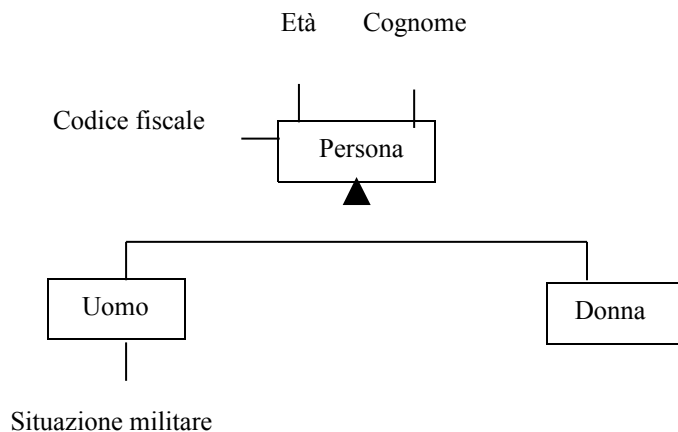 Età Cognome
Codice fiscale
Persona
Uomo
Donna
Situazione militare